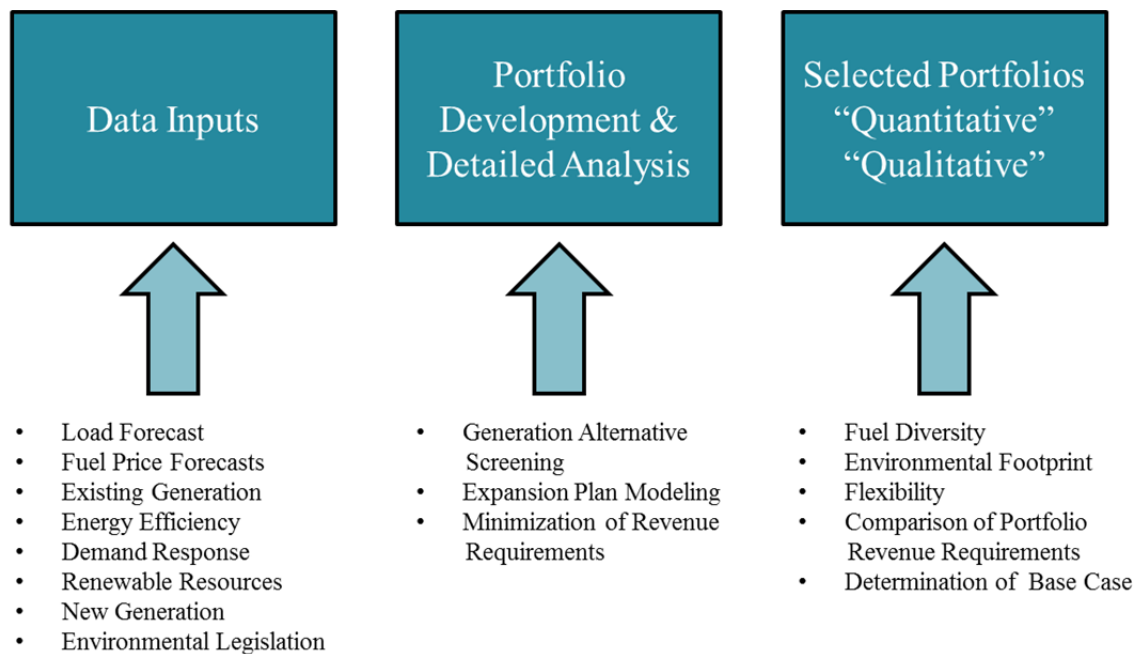 Data Inputs
Portfolio
Development &
Detailed Analysis
Selected Portfolios
“Quantitative”
“Qualitative”
• Load Forecast
• Fuel Price Forecasts
• Existing Generation
• Energy Efficiency
• Demand Response
• Renewable Resources
• New Generation
• Environmental Legislation
• Generation Alternative
Screening
• Expansion Plan Modeling
• Minimization of Revenue
Requirements
• Fuel Diversity
• Environmental Footprint
• Flexibility
• Comparison of Portfolio
Revenue Requirements
• Determination of Base Case